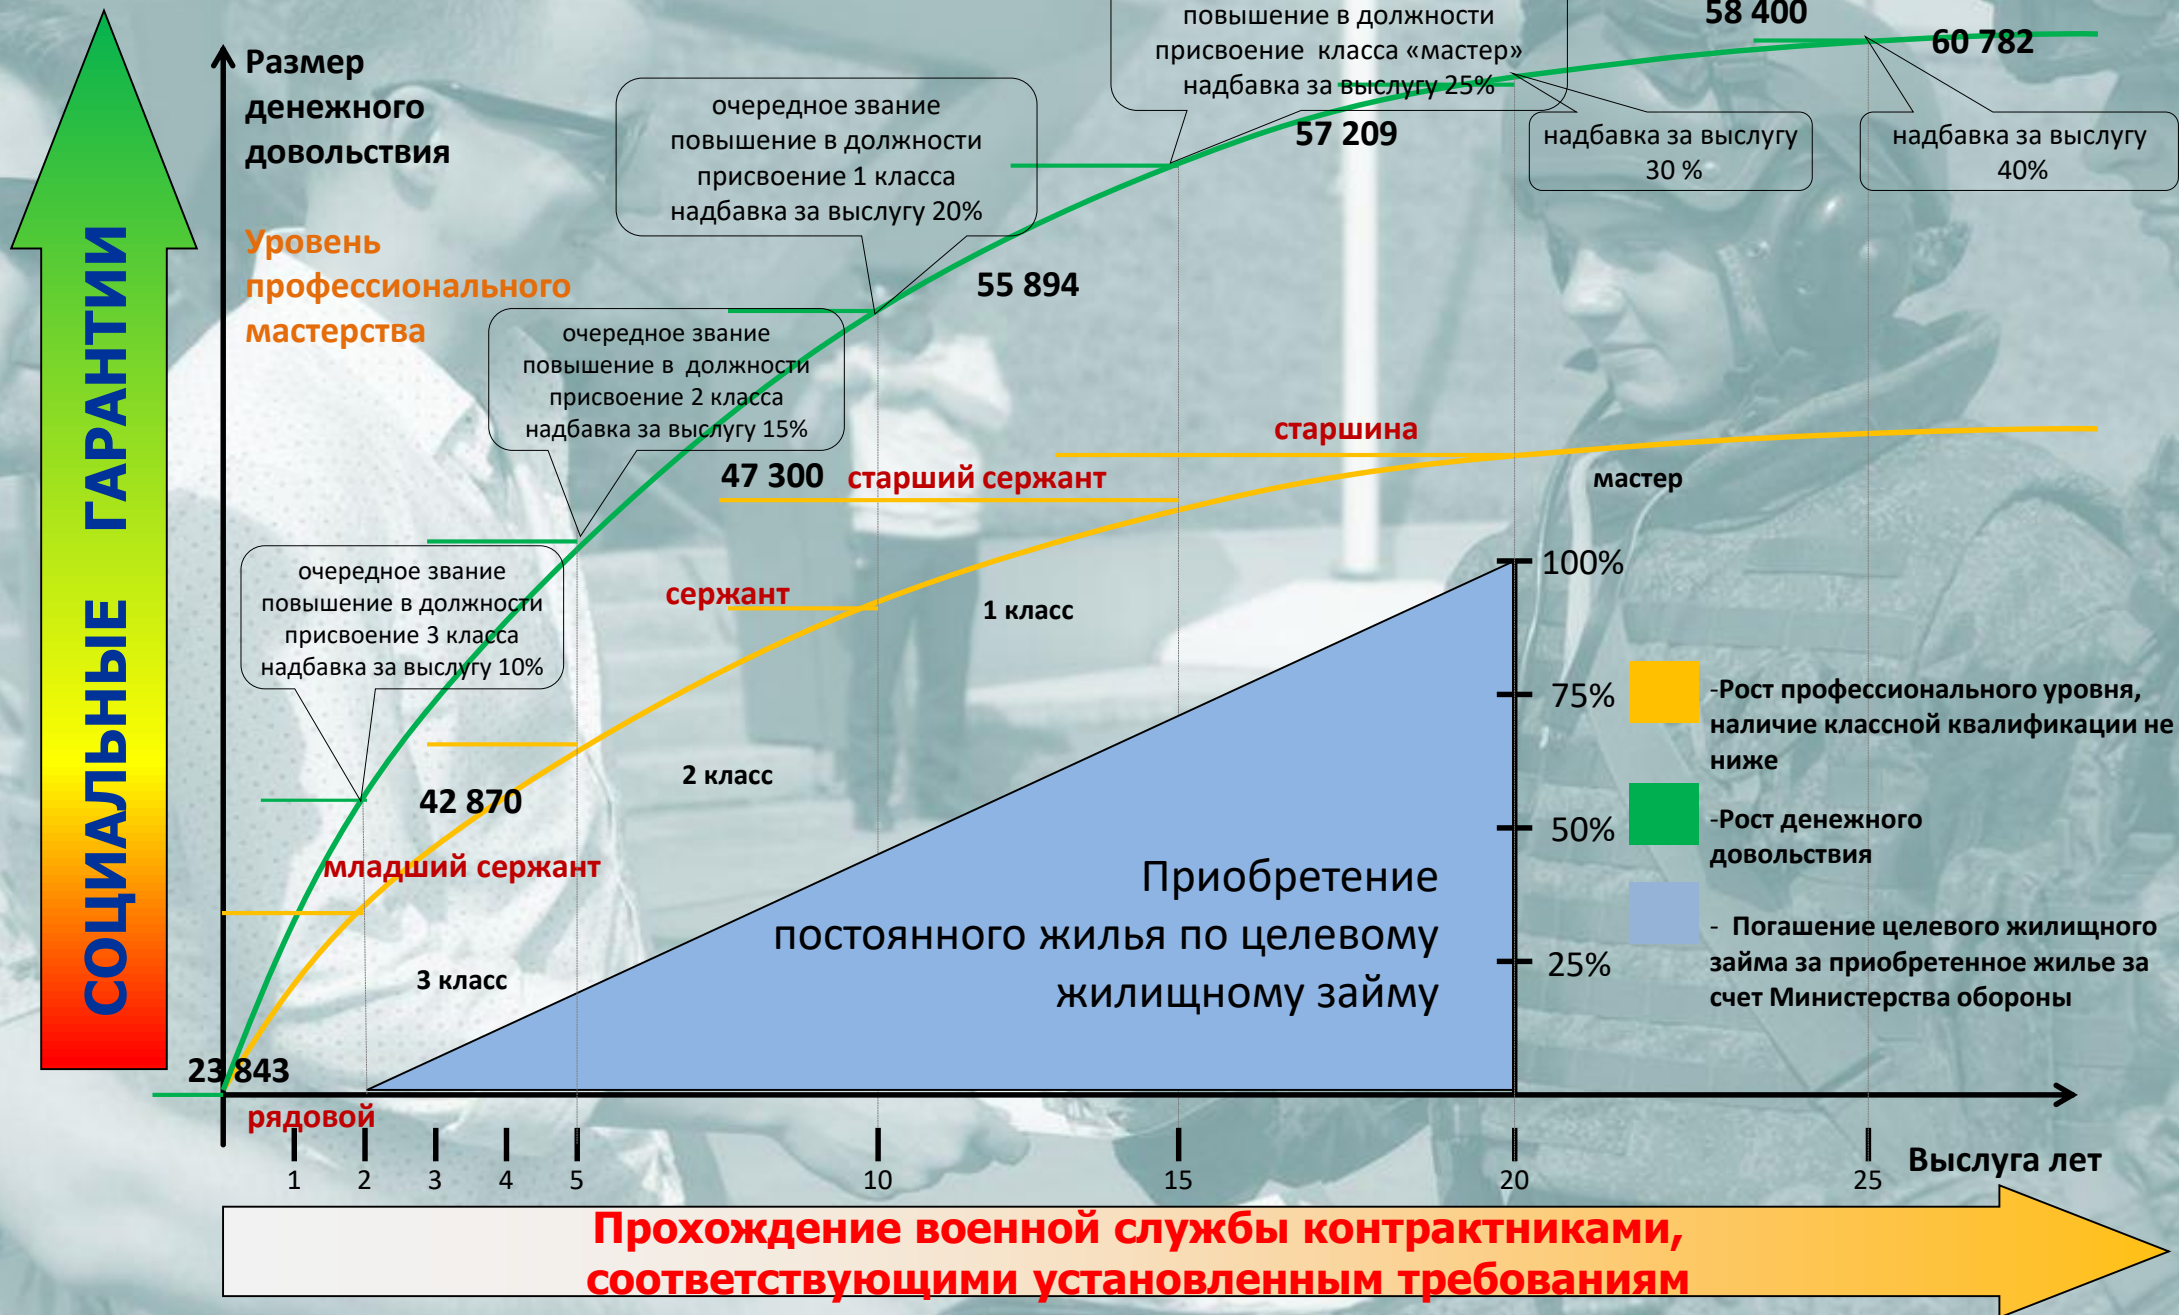 СОЦИАЛЬНЫЕ ГАРАНТИИ
Размер
денежного
довольствия
Уровень
профессионального
мастерства
повышение в должности
присвоение класса «мастер»
надбавка за выслугу 25%
58 400
60 782
57 209
надбавка за выслугу
30 %
надбавка за выслугу
40%
очередное звание
повышение в должности
присвоение 1 класса
надбавка за выслугу 20%
55 894
очередное звание
повышение в должности
присвоение 2 класса
надбавка за выслугу 15%
47 300
старший сержант
старшина
мастер
очередное звание
повышение в должности
присвоение 3 класса
надбавка за выслугу 10%
сержант
1 класс
2 класс
42 870
младший сержант
3 класс
23 843
рядовой
100%
75%
50%
25%
Приобретение
постоянного жилья по целевому
жилищному займу
-Рост профессионального уровня,
наличие классной квалификации не
ниже
-Рост денежного
довольствия
- Погашение целевого жилищного
займа за приобретенное жилье за
счет Министерства обороны
1 2 3 4 5 10 15 20 25
Выслуга лет
Прохождение военной службы контрактниками,
соответствующими установленным требованиям